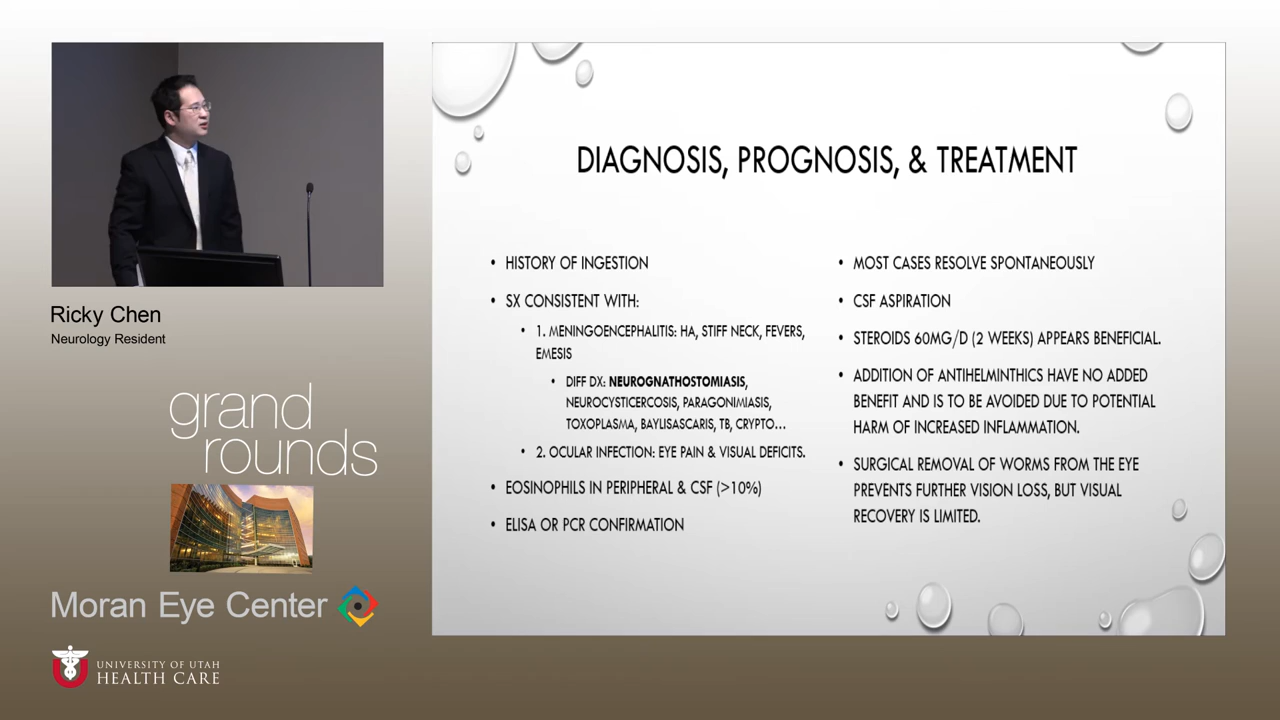 Ricky Chen
Neurology Resident
grand
rounds
Moran Eye Center
UNIVERSITY OF UTAH
HEALTH CARE
DIAGNOSIS, PROGNOSIS, & TREATMENT
• HISTORY OF INGESTION
• SX CONSISTENT WITH:
• 1. MENINGOENCEPHALITIS: HA, STIFF NECK, FEVERS,
EMESIS
• DIFF DX: NEUROGNATHOSTOMIASIS,
NEUROCYSTICERCOSIS, PARAGONIMIASIS,
TOXOPLASMA, BAYLISASCARIS, TB, CRYPTO…
• 2. OCULAR INFECTION: EYE PAIN & VISUAL DEFICITS.
• EOSINOPHILS IN PERIPHERAL & CSF (>10%)
• ELISA OR PCR CONFIRMATION
• MOST CASES RESOLVE SPONTANEOUSLY
• CSF ASPIRATION
• STEROIDS 60MG/D (2 WEEKS) APPEARS BENEFICIAL.
• ADDITION OF ANTIHELMINTHICS HAVE NO ADDED
BENEFIT AND IS TO BE AVOIDED DUE TO POTENTIAL
HARM OF INCREASED INFLAMMATION.
• SURGICAL REMOVAL OF WORMS FROM THE EYE
PREVENTS FURTHER VISION LOSS, BUT VISUAL
RECOVERY IS LIMITED.